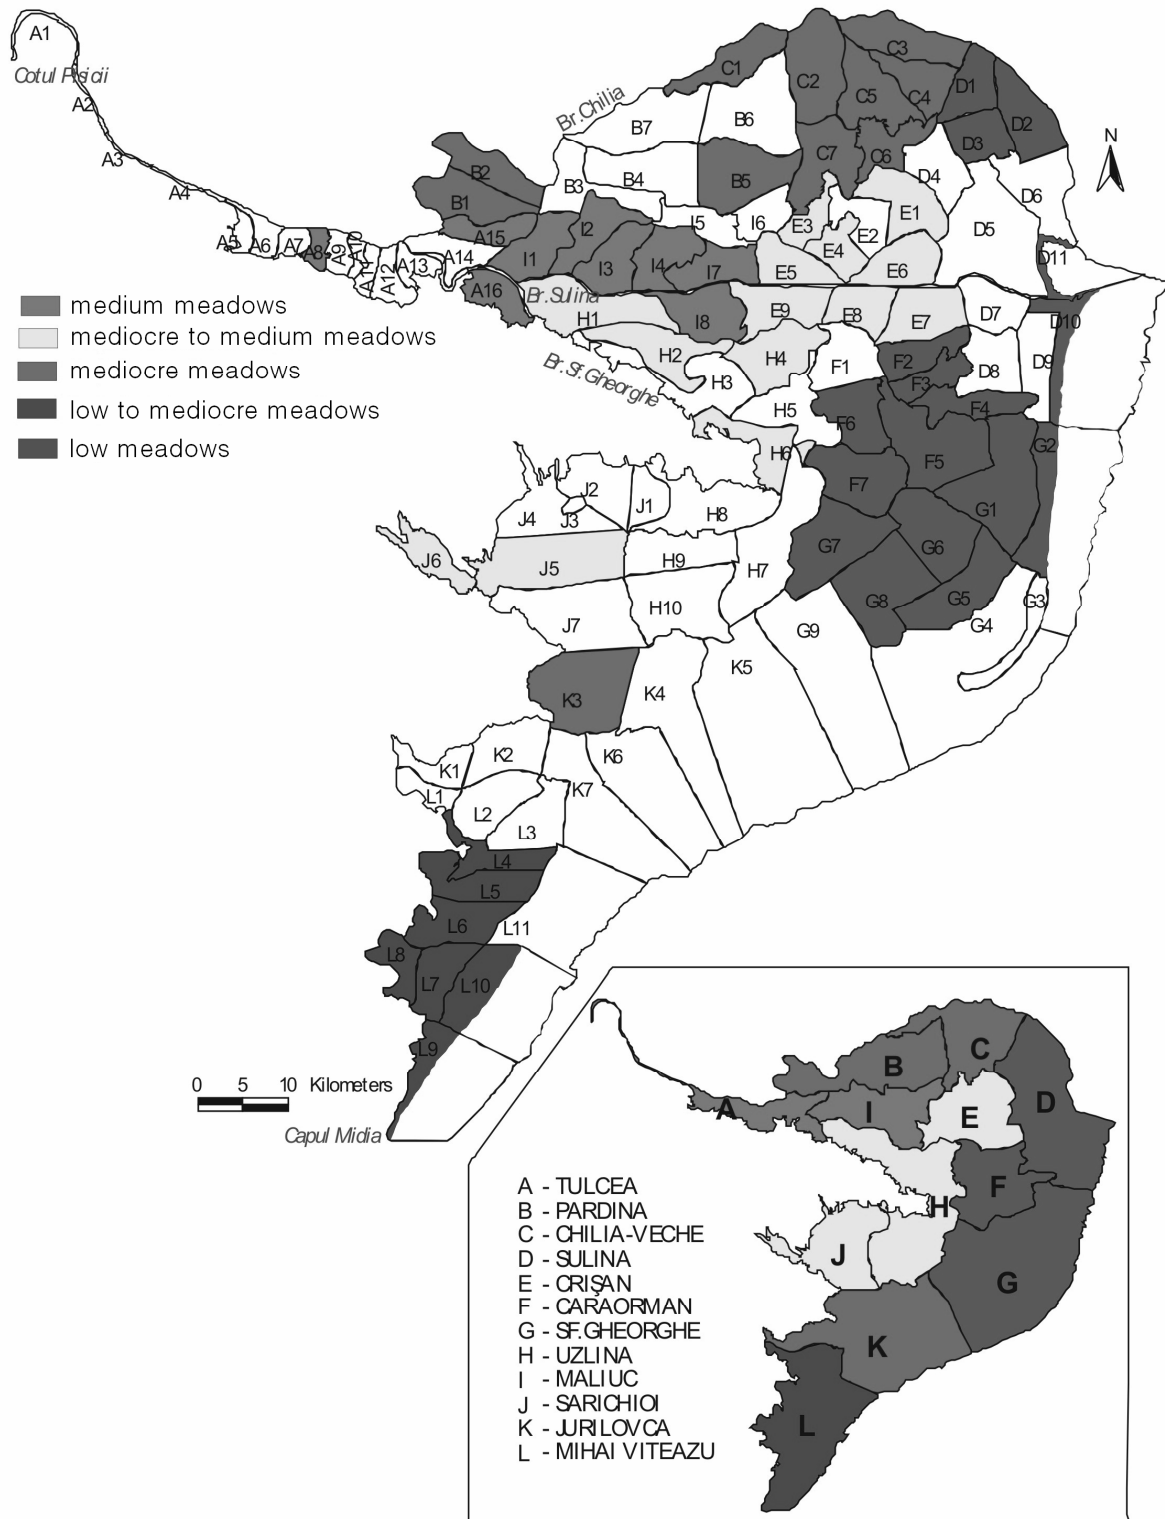 A1
Cotul Pisicii
A2
A3
A4
A5
A6
A7
A8
A9
A10
A11
A12
A13
A14
A15
A16
B1
B2
B3
B4
B5
B6
B7
Br. Chilia
C1
C2
C3
C4
C5
C6
C7
D1
D2
D3
D4
D5
D6
D7
D8
D9
D10
D11
N
E1
E2
E3
E4
E5
E6
E7
E8
E9
I1
I2
I3
I4
I5
I6
I7
I8
Br. Sulina
H1
H2
H3
H4
H5
H6
H7
H8
H9
H10
Br. Sf. Gheorghe
F1
F2
F3
F4
F5
F6
F7
G1
G2
G3
G4
G5
G6
G7
G8
G9
medium meadows
mediocre to medium meadows
mediocre meadows
low to mediocre meadows
low meadows
J1
J2
J3
J4
J5
J6
J7
K1
K2
K3
K4
K5
K6
K7
L1
L2
L3
L4
L5
L6
L7
L8
L9
L10
L11
0 5 10 Kilometers
Capul Midia
A
B
C
D
E
F
G
H
I
J
K
L
A - TULCEA
B - PARDINA
C - CHILIA-VECHE
D - SULINA
E - CRIŞAN
F - CARAORMAN
G - SF.GHEORGHE
H - UZLINA
I - MALIUC
J - SARICHIOI
K - JURILOVCA
L - MIHAI VITEAZU